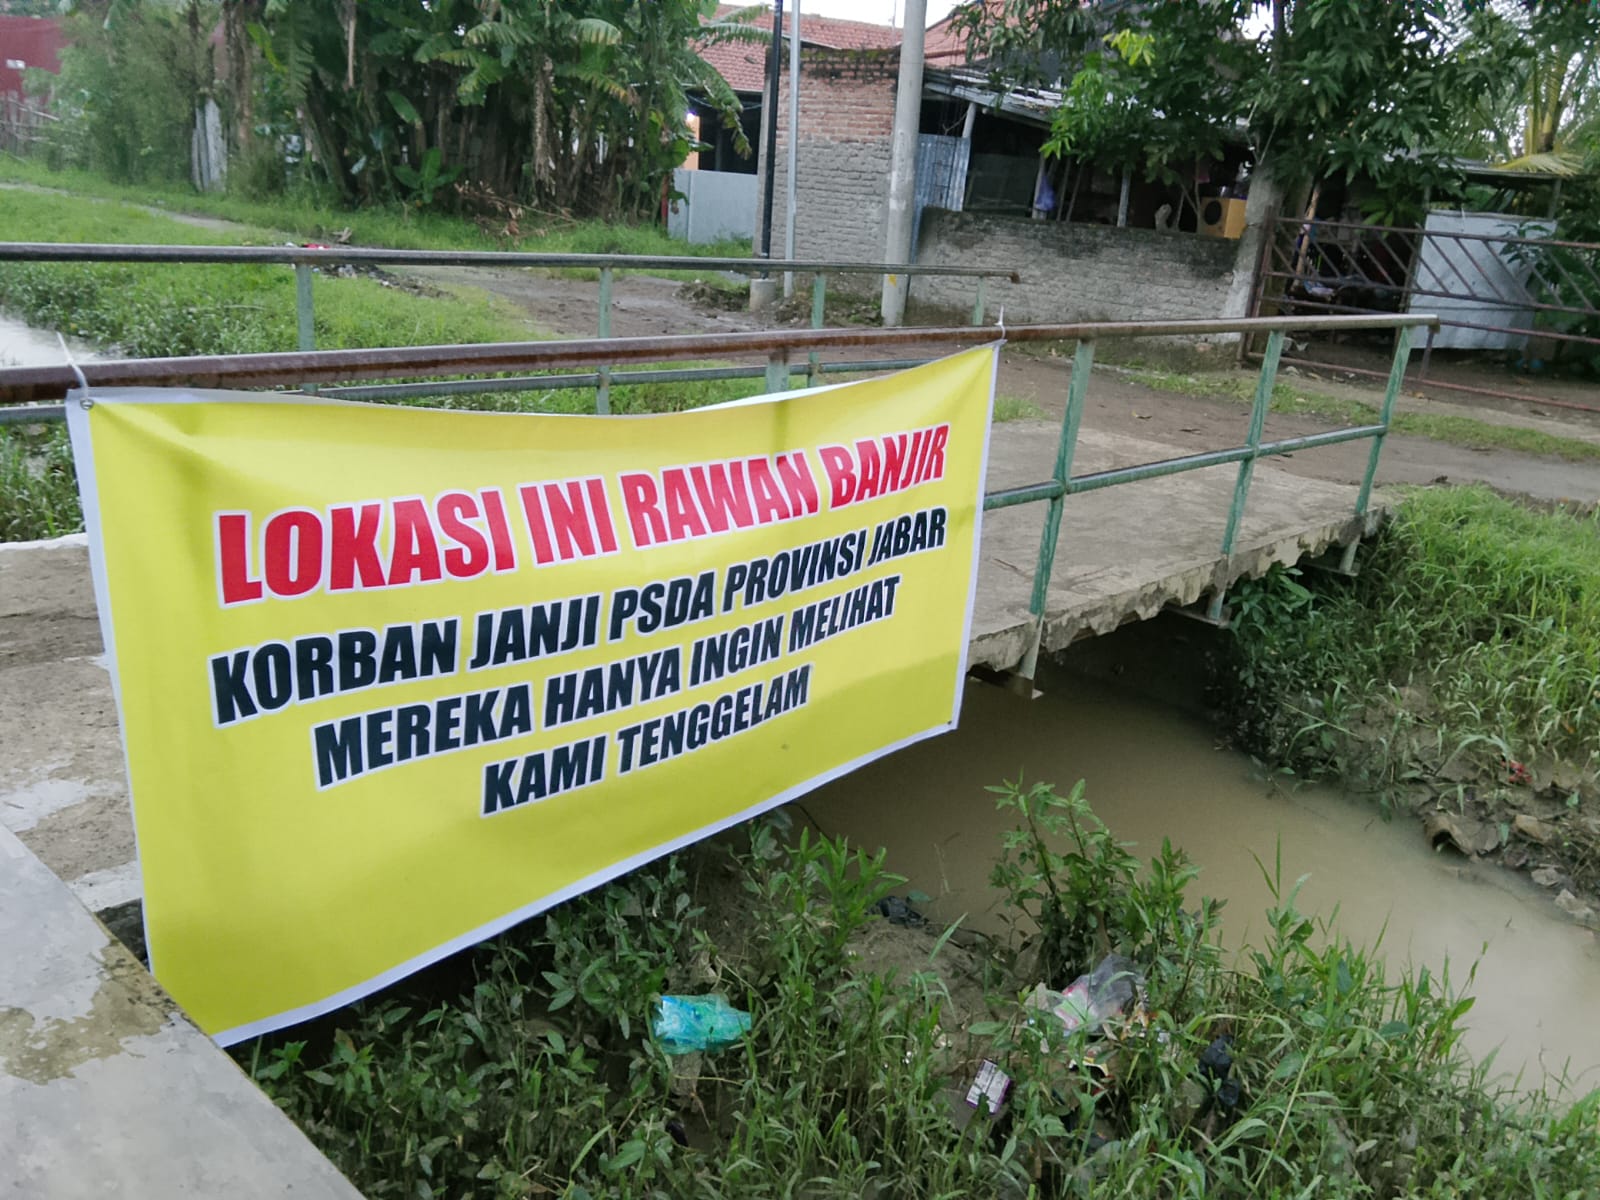 LOKASI INI RAWAN BANJIR
KORBAN JANJI PSDA PROVINSI JABAR
MEREKA HANYA INGIN MELIHAT
KAMI TENGGELAM